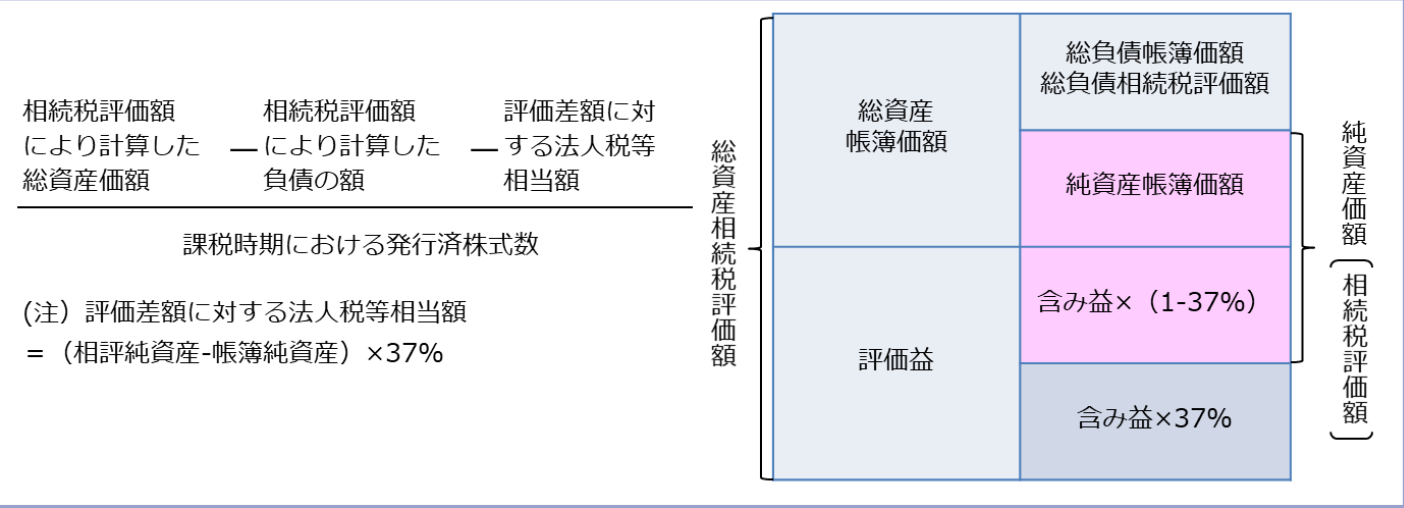 相続税評価額
により計算した
総資産価額
—
相続税評価額
により計算した
負債の額
—
評価差額に対
する法人税等
相当額
課税時期における発行済株式数
(注）評価差額に対する法人税等相当額
＝（相評純資産-帳簿純資産）×37%
総資産相続税評価額
総資産
帳簿価額
評価益
総負債帳簿価額
総負債相続税評価額
純資産帳簿価額
含み益×（1-37%）
含み益×37%
純資産価額（相続税評価額）